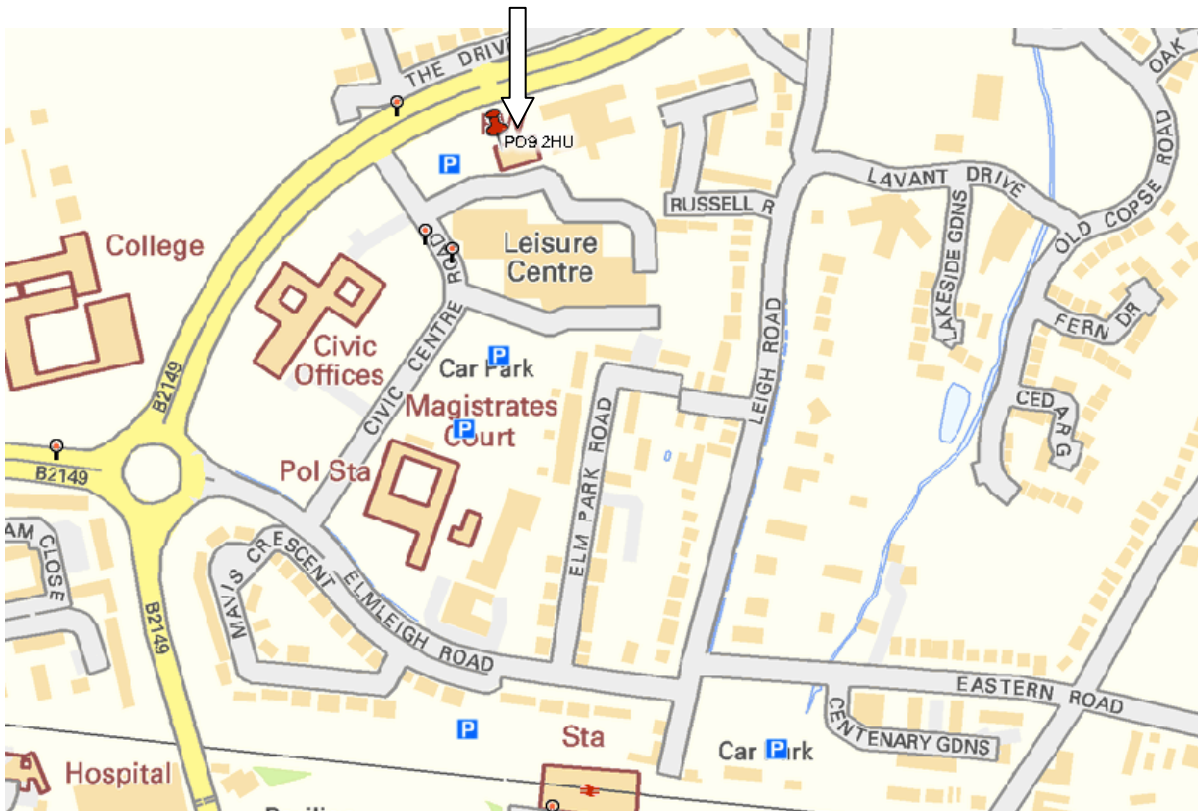 THE DRIVE
OAK
PO9 2HU
P
LAVANT DRIVE
OLD COPSE ROAD
RUSSELL R
LAKESIDE GDNS
College
Leisure
Centre
CIVIC CENTRE ROAD
LEIGH ROAD
FERN DR
Civic
Offices
P
Car Park
B2149
CEDAR G
Magistrates
Court
P
B2149
Pol Sta
ELM PARK ROAD
AM CLOSE
MAVIS CRESCENT
ELMLEIGH ROAD
B2149
EASTERN ROAD
P
Sta
Car Park
P
CENTENARY GDNS
Hospital